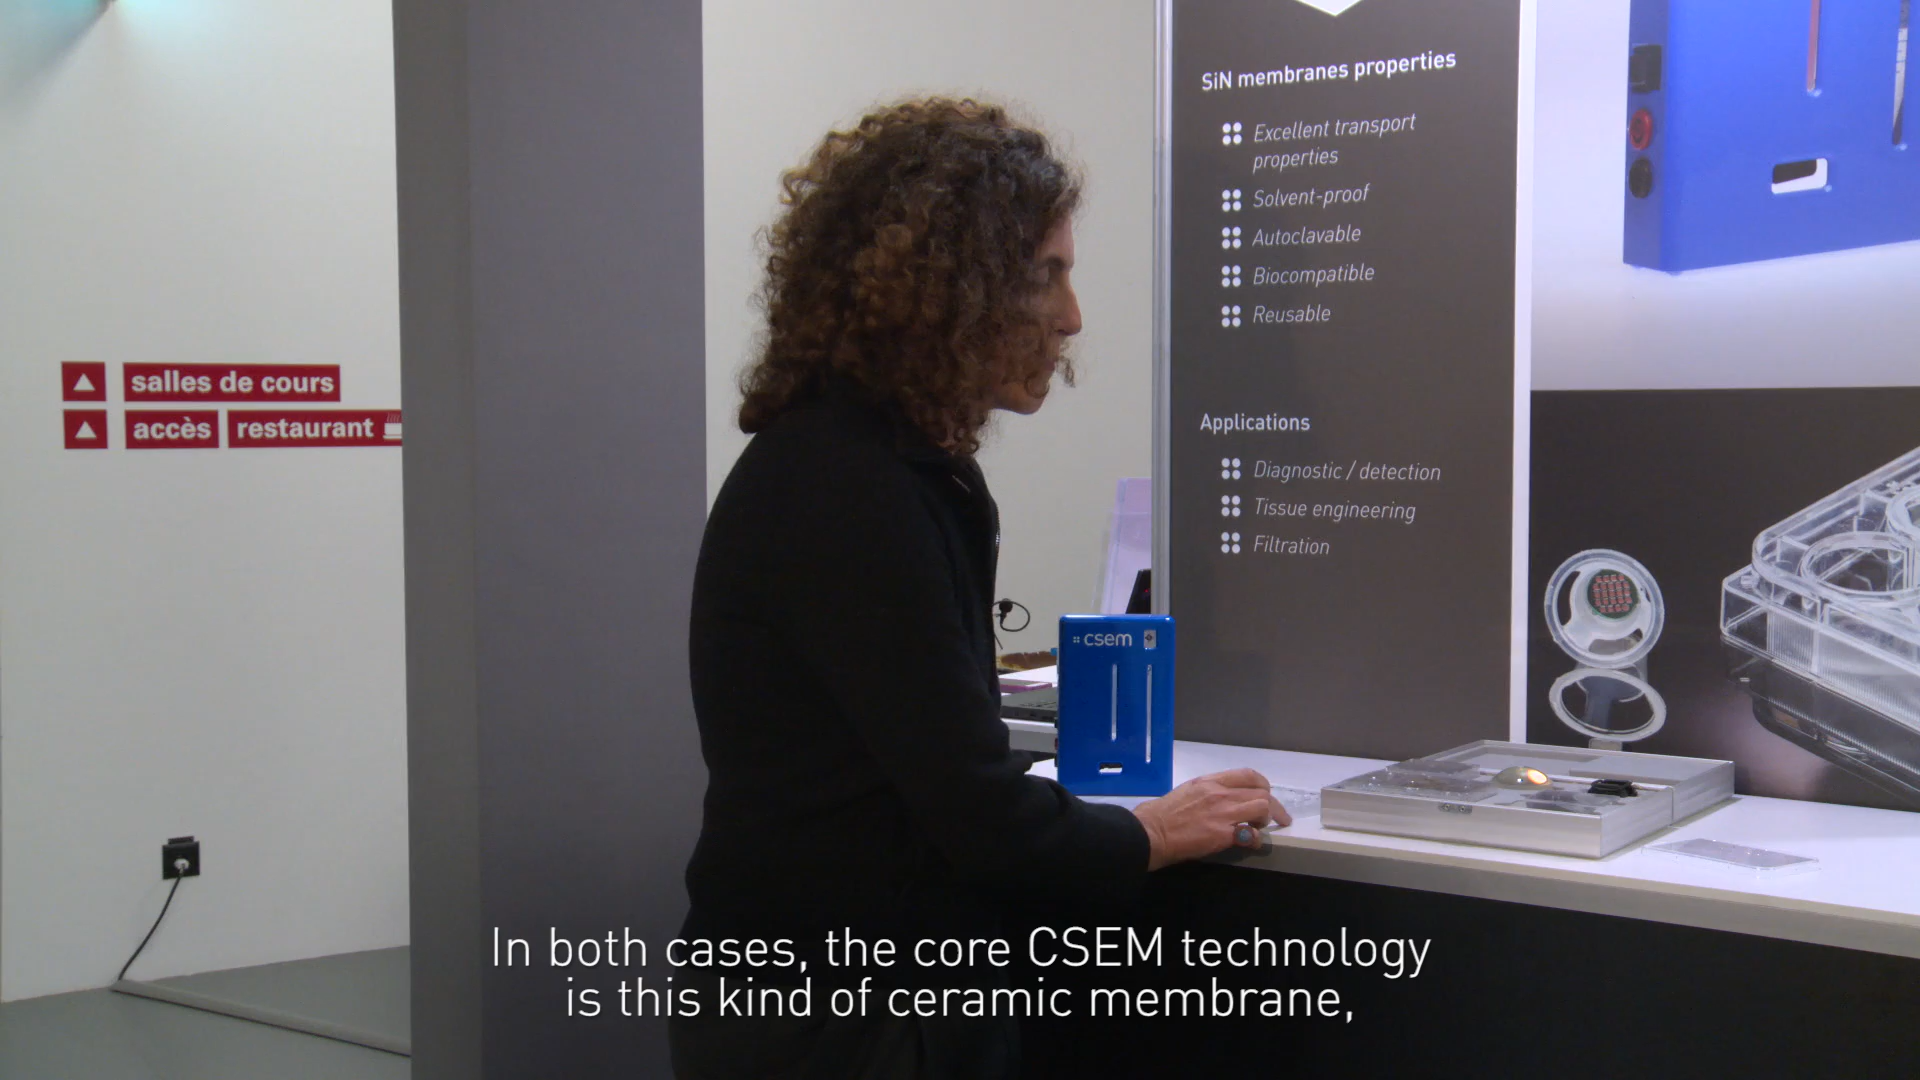 SiN membranes properties
Excellent transport
properties
Solvent-proof
Autoclavable
Biocompatible
Reusable
Applications
Diagnostic / detection
Tissue engineering
Filtration
salles de cours
accès restaurant
csem
In both cases, the core CSEM technology
is this kind of ceramic membrane,